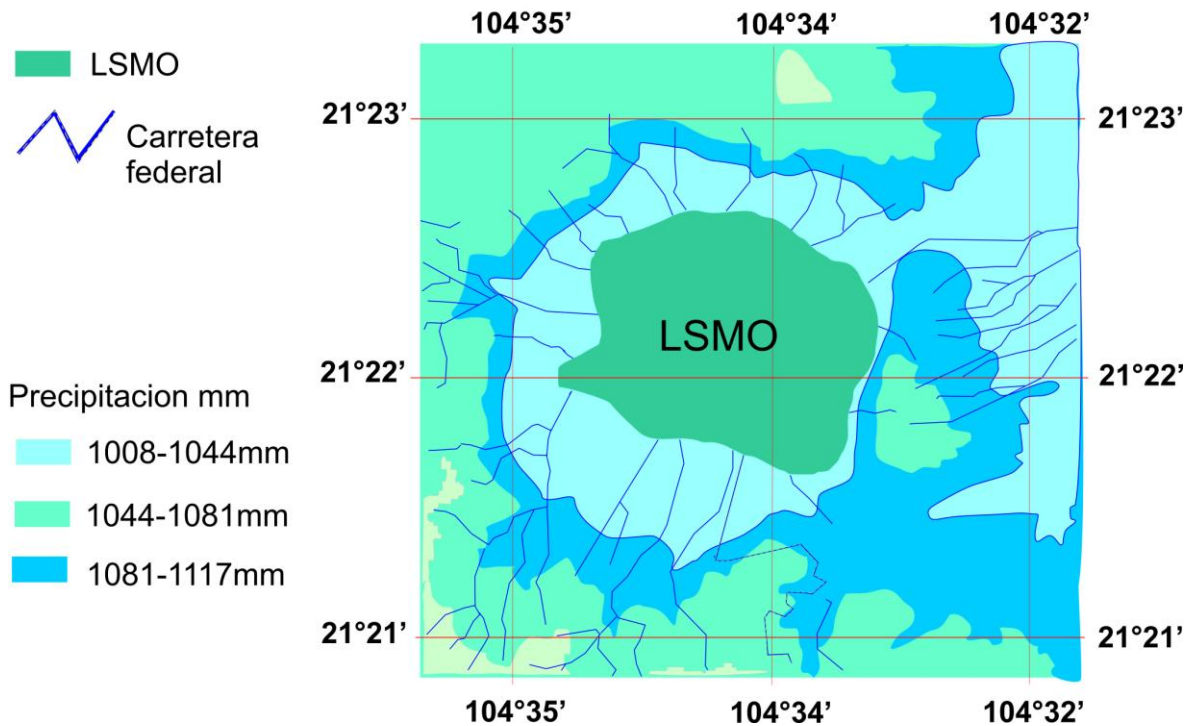 104°35’ 104°34’ 104°32’
LSMO
Carretera
federal
21°23’ 21°23’
LSMO
21°22’ 21°22’
Precipitacion mm
1008-1044mm
1044-1081mm
1081-1117mm
21°21’ 21°21’
104°35’ 104°34’ 104°32’